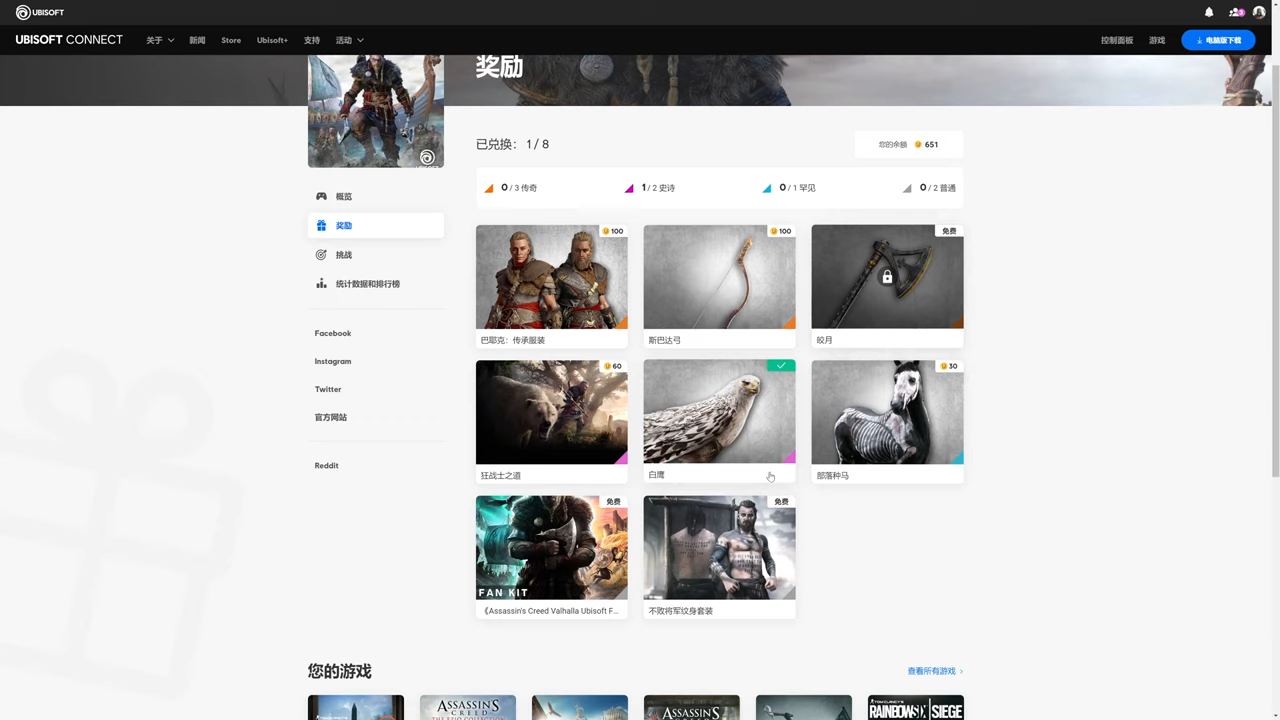 UBISOFT
UBISOFT CONNECT
关于
新闻
Store
Ubisoft+
支持
活动
控制面板
游戏
电脑版下载
奖励
已兑换： 1 / 8
您的余额 651
0 / 3 传奇
1 / 2 史诗
0 / 1 罕见
0 / 2 普通
概览
奖励
挑战
统计数据和排行榜
Facebook
Instagram
Twitter
官方网站
Reddit
100
巴耶克：传承服装
100
斯巴达弓
免费
皎月
60
狂战士之道
白鹰
30
部落种马
免费
FAN KIT
《Assassin's Creed Valhalla Ubisoft F...
免费
不败将军纹身套装
您的游戏
查看所有游戏
ASSASSIN'S
CREED
ASSASSIN'S
RAINBOW SIX SIEGE